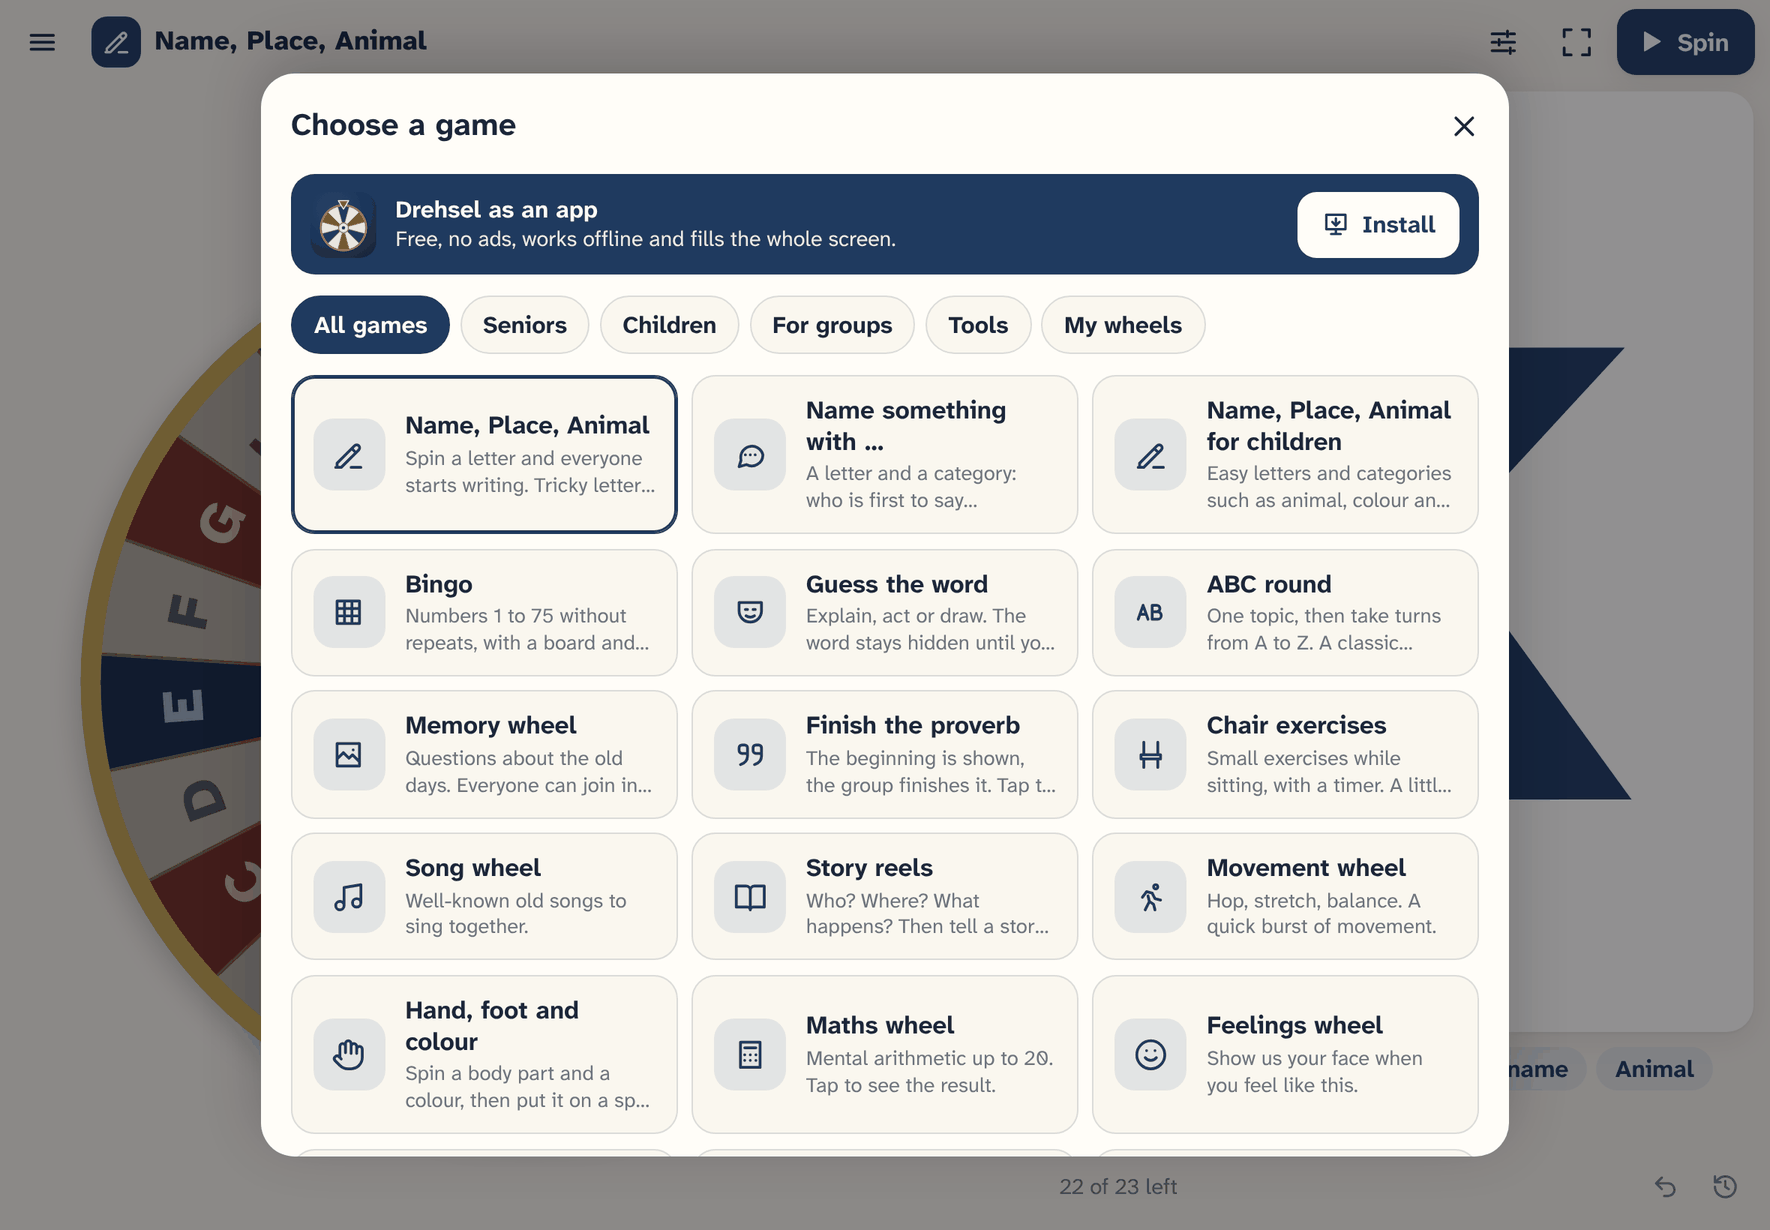 Name, Place, Animal
Spin
Choose a game
Drehsel as an app
Free, no ads, works offline and fills the whole screen.
Install
All games
Seniors
Children
For groups
Tools
My wheels
Name, Place, Animal
Spin a letter and everyone
starts writing. Tricky letter...
Name something
with ...
A letter and a category:
who is first to say...
Name, Place, Animal
for children
Easy letters and categories
such as animal, colour an...
Bingo
Numbers 1 to 75 without
repeats, with a board and...
Guess the word
Explain, act or draw. The
word stays hidden until yo...
AB
ABC round
One topic, then take turns
from A to Z. A classic...
Memory wheel
Questions about the old
days. Everyone can join in...
Finish the proverb
The beginning is shown,
the group finishes it. Tap t...
Chair exercises
Small exercises while
sitting, with a timer. A littl...
Song wheel
Well-known old songs to
sing together.
Story reels
Who? Where? What
happens? Then tell a stor...
Movement wheel
Hop, stretch, balance. A
quick burst of movement.
Hand, foot and
colour
Spin a body part and a
colour, then put it on a sp...
Maths wheel
Mental arithmetic up to 20.
Tap to see the result.
Feelings wheel
Show us your face when
you feel like this.
G
F
E
D
C
name
Animal
22 of 23 left